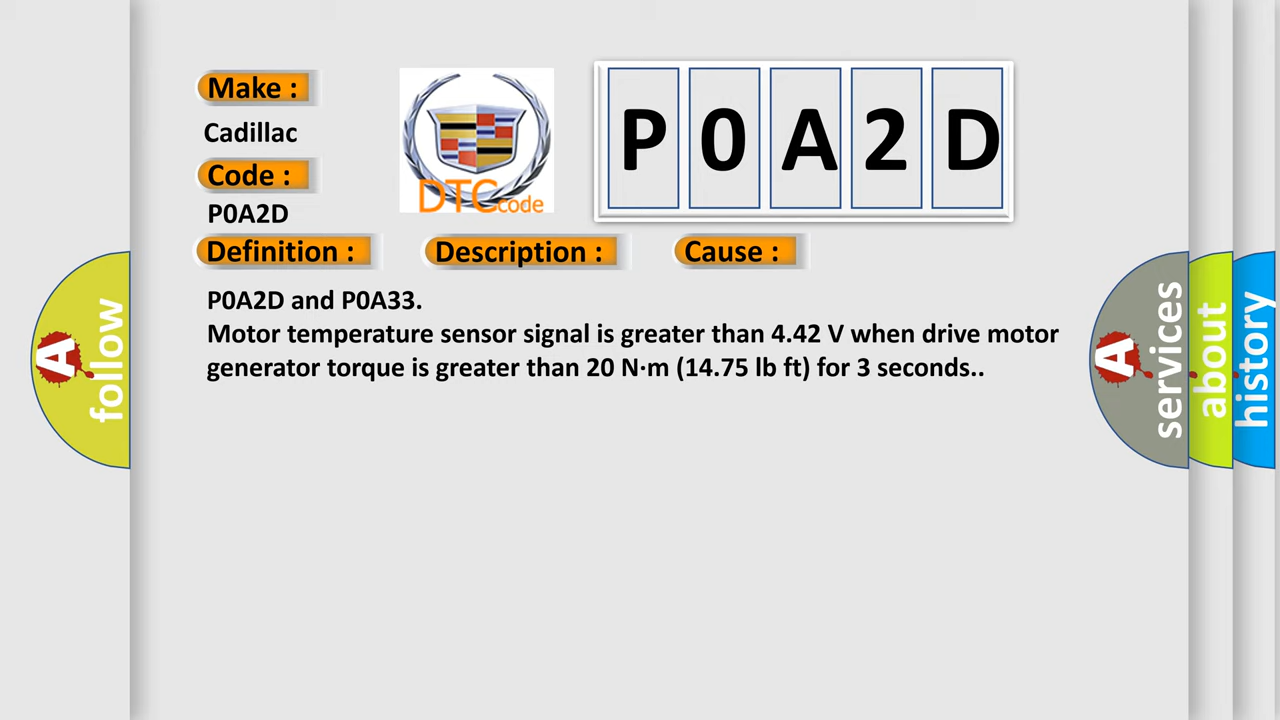 Make :
Cadillac
Code :
P0A2D
DTC code
P 0 A 2 D
Definition :
Description :
Cause :
P0A2D and P0A33.
Motor temperature sensor signal is greater than 4.42 V when drive motor
generator torque is greater than 20 N·m (14.75 lb ft) for 3 seconds..
A follow
A services
about
history